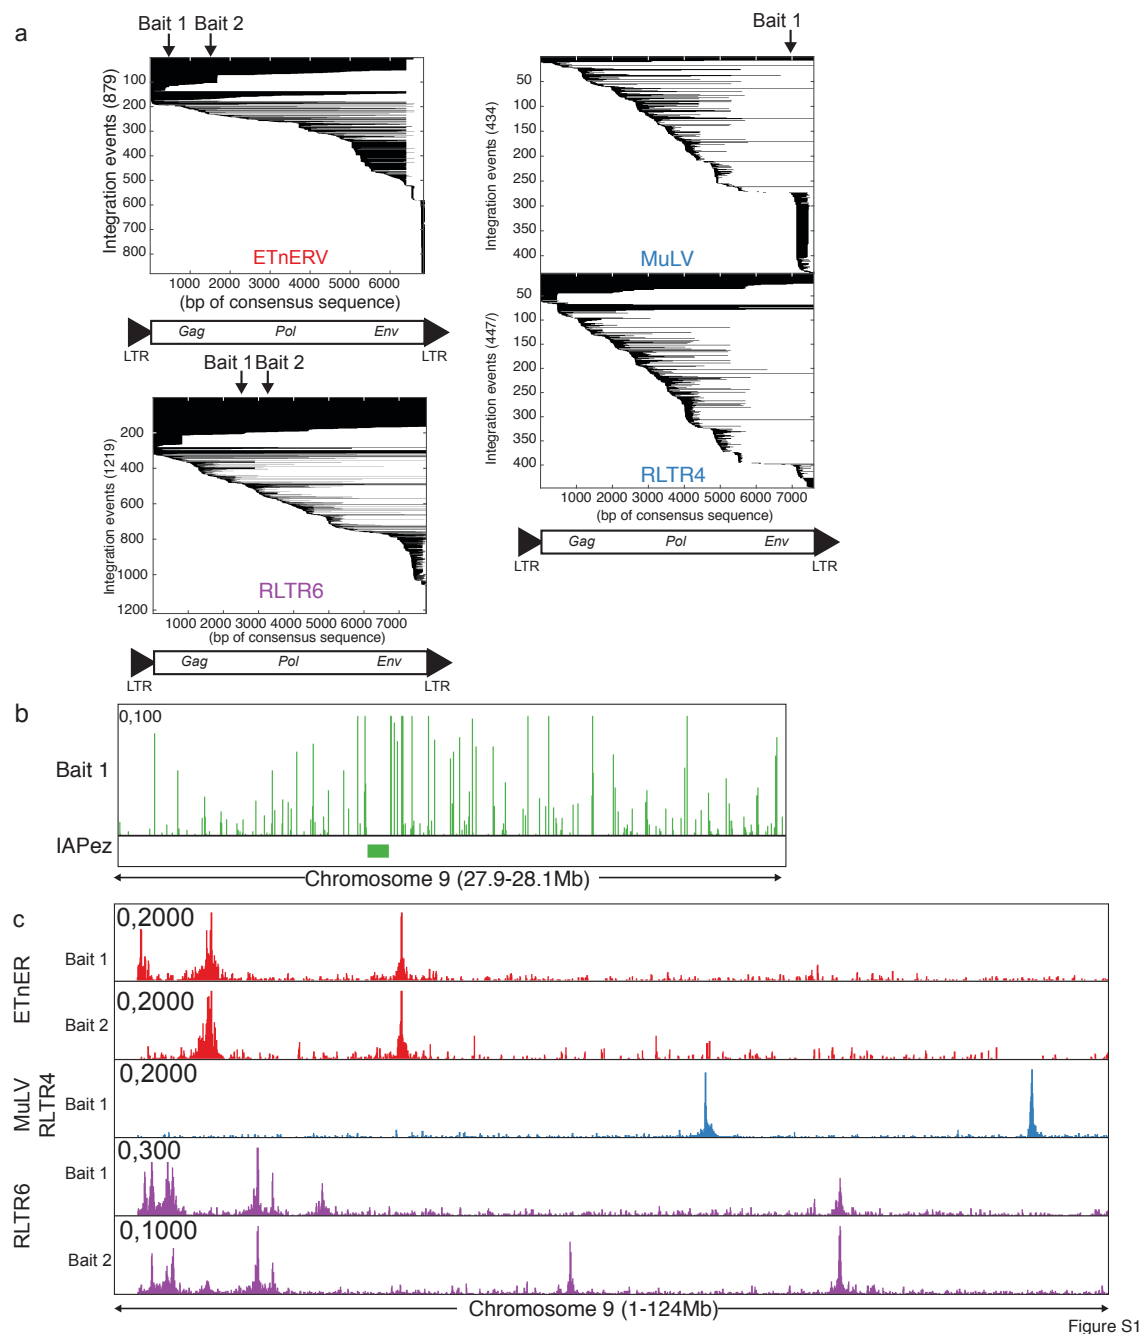 a
Bait 1 Bait 2
Integration events (879)
100
200
300
400
500
600
700
800
ETnERV
1000 2000 3000 4000 5000 6000
(bp of consensus sequence)
Gag Pol Env
LTR LTR
Bait 1 Bait 2
Integration events (1219)
200
400
600
800
1000
1200
RLTR6
1000 2000 3000 4000 5000 6000 7000
(bp of consensus sequence)
Gag Pol Env
LTR LTR
Bait 1
Integration events (434)
50
100
150
200
250
300
350
400
MuLV
Integration events (447/)
50
100
150
200
250
300
350
400
RLTR4
1000 2000 3000 4000 5000 6000 7000
(bp of consensus sequence)
Gag Pol Env
LTR LTR
b
0,100
Bait 1
IAPez
Chromosome 9 (27.9-28.1Mb)
c
ETnER
Bait 1
0,2000
Bait 2
0,2000
MuLV
RLTR4
Bait 1
0,2000
RLTR6
Bait 1
0,300
Bait 2
0,1000
Chromosome 9 (1-124Mb)
Figure S1